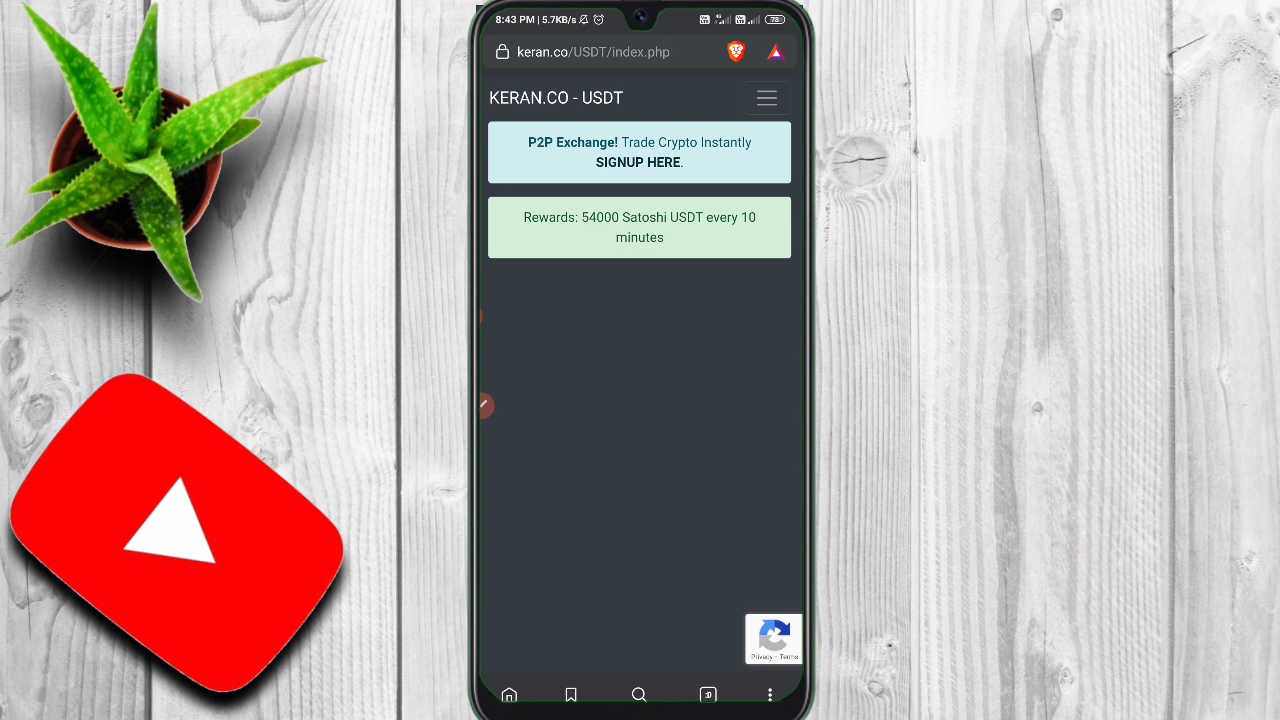 8:43 PM | 5.7KB/s
78
keran.co/USDT/index.php
KERAN.CO - USDT
P2P Exchange! Trade Crypto Instantly
SIGNUP HERE.
Rewards: 54000 Satoshi USDT every 10
minutes
Privacy - Terms
:D